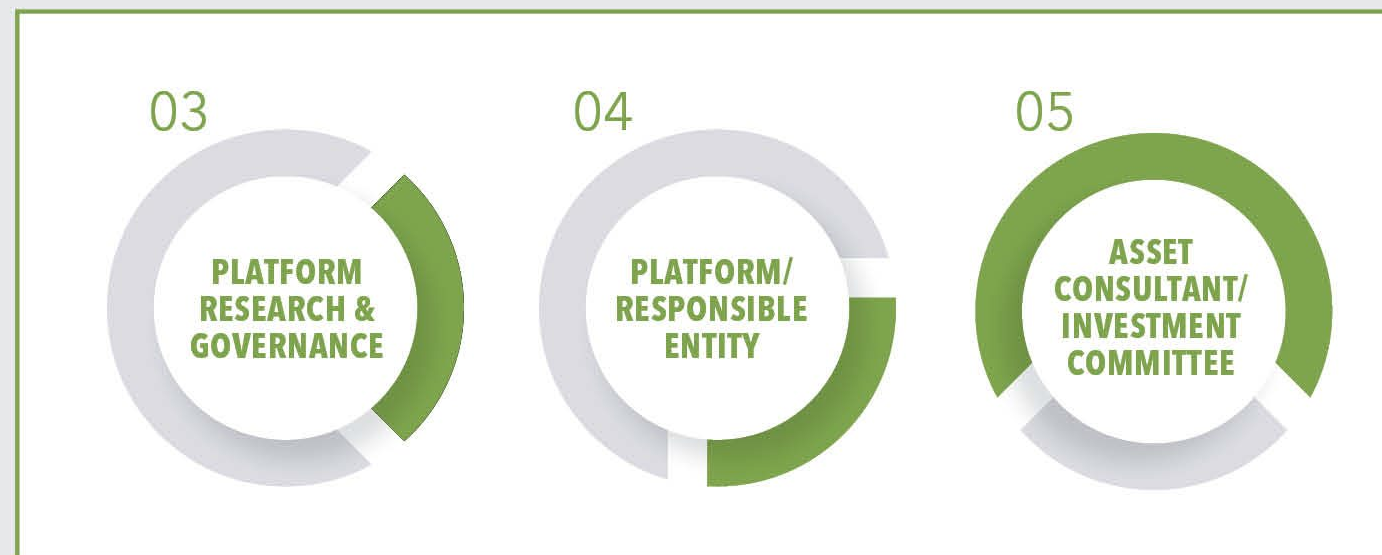 03
PLATFORM
RESEARCH &
GOVERNANCE
04
PLATFORM/
RESPONSIBLE
ENTITY
05
ASSET
CONSULTANT/
INVESTMENT
COMMITTEE